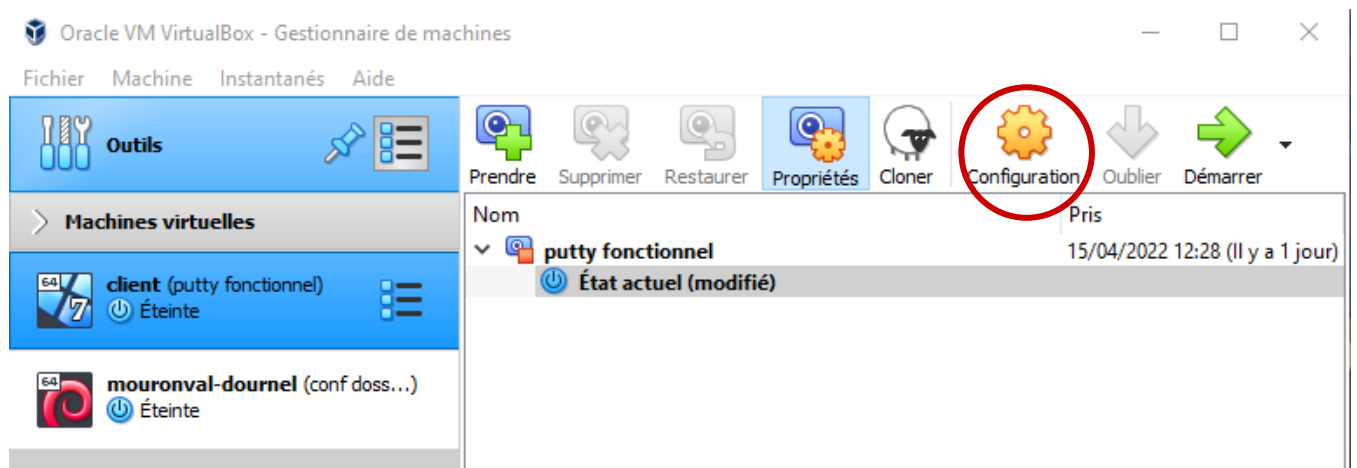 Oracle VM VirtualBox - Gestionnaire de machines
Fichier Machine Instantanés Aide
Outils
Prendre Supprimer Restaurer Propriétés Cloner Configuration Oublier Démarrer
Machines virtuelles
Nom Pris
putty fonctionnel 15/04/2022 12:28 (Il y a 1 jour)
État actuel (modifié)
64 7 client (putty fonctionnel)
Éteinte
64 mouronval-dournel (conf doss...)
Éteinte